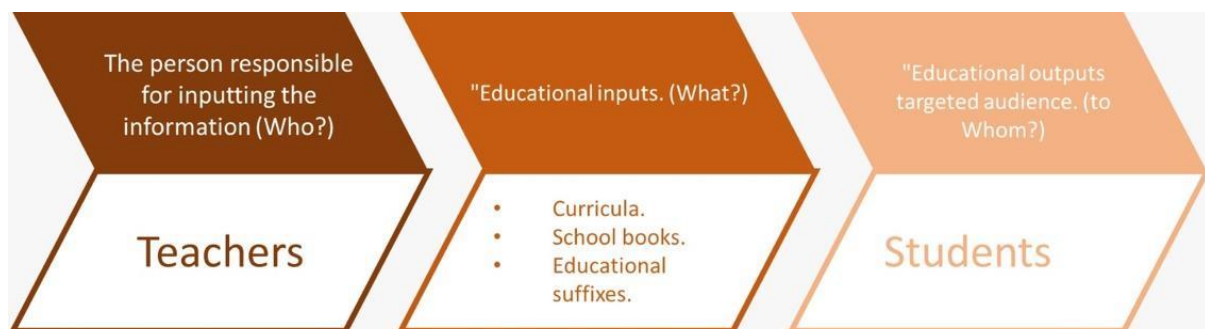 The person responsible
for inputting the
information (Who?)
Teachers
"Educational inputs. (What?)
• Curricula.
• School books.
• Educational
suffixes.
"Educational outputs
targeted audience. (to
Whom?)
Students